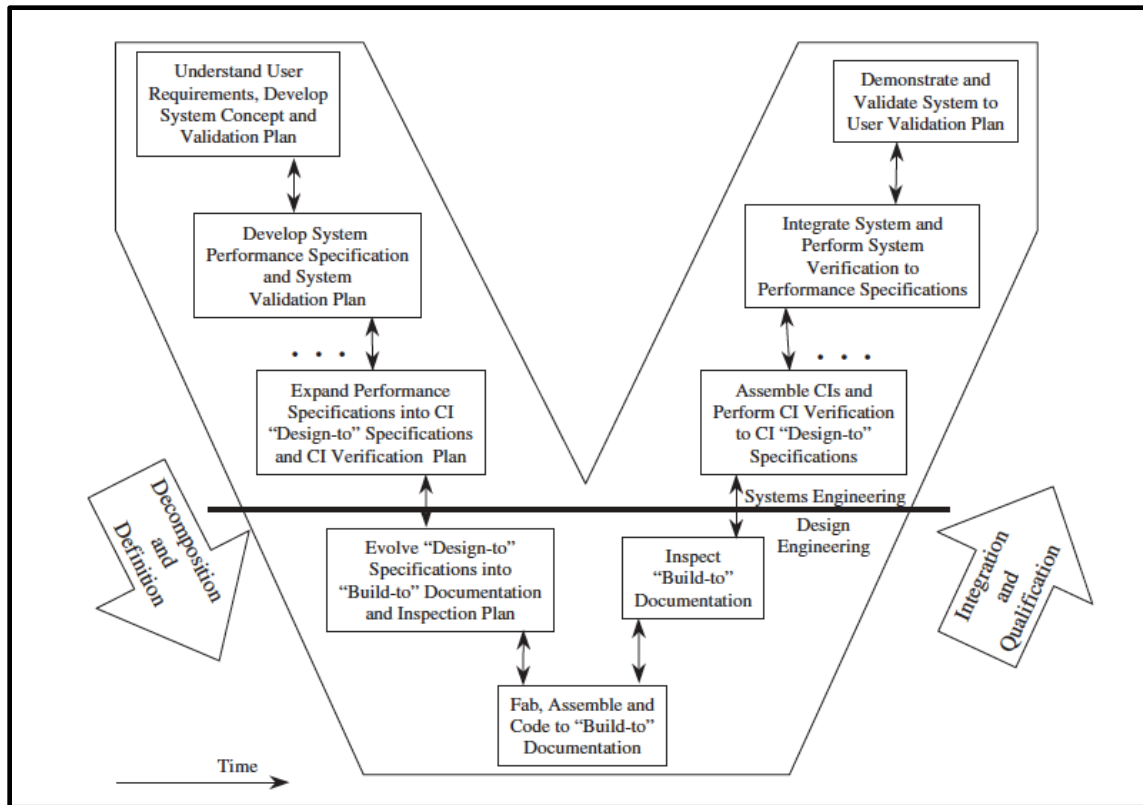 Understand User
Requirements, Develop
System Concept and
Validation Plan
Develop System
Performance Specification
and System
Validation Plan
. . .
Expand Performance
Specifications into CI
“Design-to” Specifications
and CI Verification Plan
Decomposition
and
Definition
Evolve “Design-to”
Specifications into
“Build-to” Documentation
and Inspection Plan
Fab, Assemble and
Code to “Build-to”
Documentation
Inspect
“Build-to”
Documentation
Systems Engineering
Design
Engineering
Assemble CIs and
Perform CI Verification
to CI “Design-to”
Specifications
. . .
Integrate System and
Perform System
Verification to
Performance Specifications
Demonstrate and
Validate System to
User Validation Plan
Integration
and
Qualification
Time